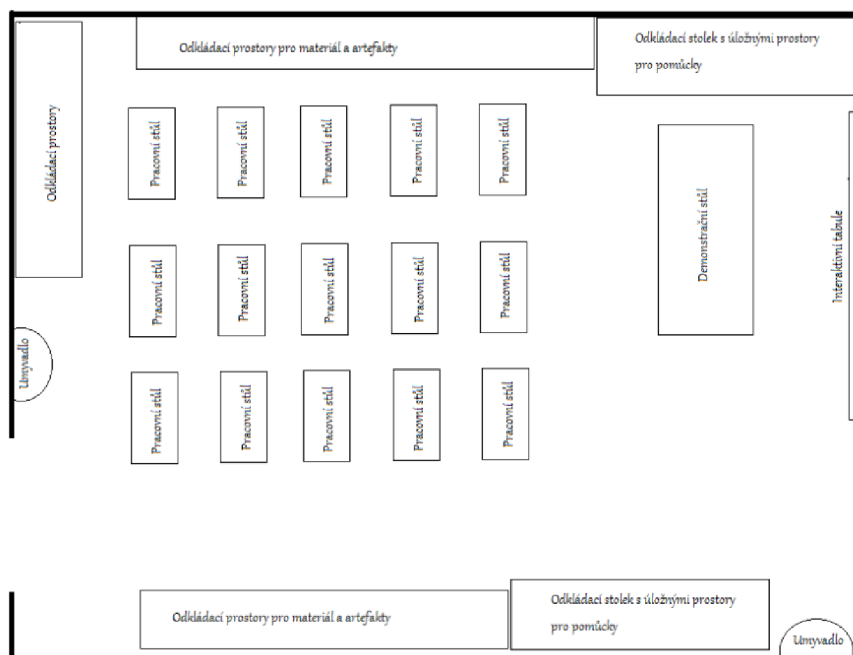 Odkládací prostory pro materiál a artefakty
Odkládací stolek s úložnými prostory
pro pomůcky
Odkládací prostory
Pracovní stůl
Pracovní stůl
Pracovní stůl
Pracovní stůl
Pracovní stůl
Demonstrační stůl
Interaktivní tabule
Pracovní stůl
Pracovní stůl
Pracovní stůl
Pracovní stůl
Pracovní stůl
Umyvadlo
Pracovní stůl
Pracovní stůl
Pracovní stůl
Pracovní stůl
Pracovní stůl
Odkládací prostory pro materiál a artefakty
Odkládací stolek s úložnými prostory
pro pomůcky
Umyvadlo